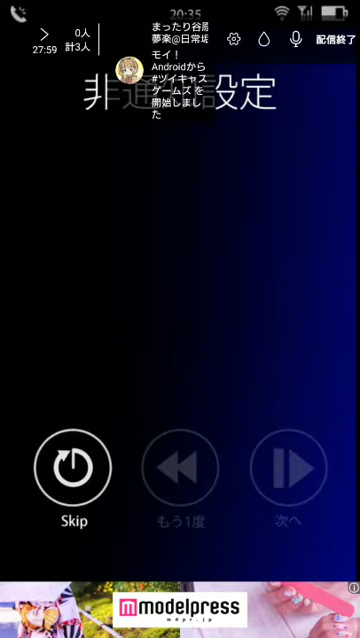 20:35
0人
計3人
27:59
まったり谷
夢楽@日常
モイ！
Androidから
#ツイキャス
ゲームズ を
開始しまし
た
配信終了
非通知設定
Skip
もう1度
次へ
modelpress
mdpr.jp